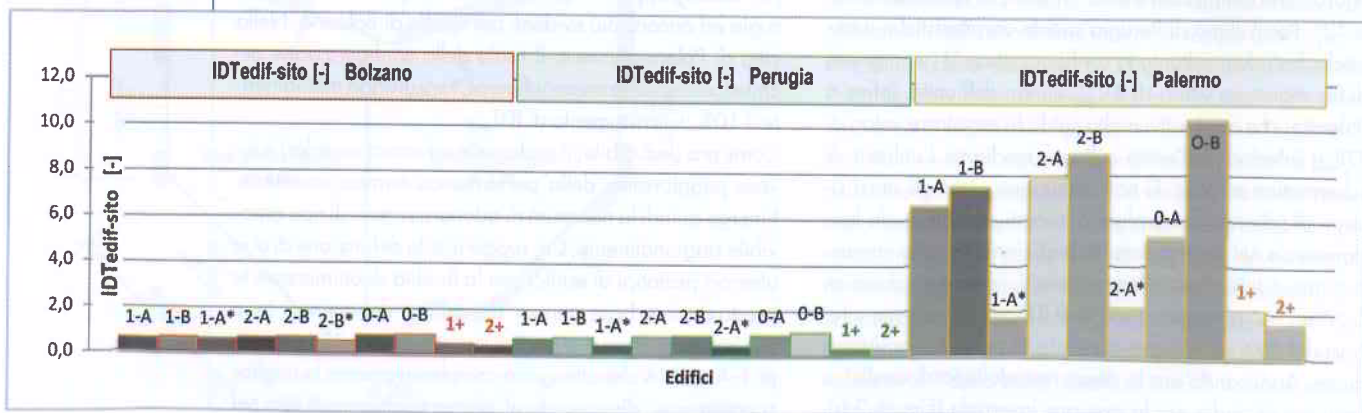 IDTedif-sito [-] Bolzano
IDTedif-sito [-] Perugia
IDTedif-sito [-] Palermo
IDTedif-sito [-]
12,0
10,0
8,0
6,0
4,0
2,0
0,0
1-A 1-B 1-A* 2-A 2-B 2-B* 0-A 0-B 1+ 2+
1-A 1-B 1-A* 2-A 2-B 2-A* 0-A 0-B 1+ 2+
1-A 1-B 1-A* 2-A 2-B 2-A* 0-A O-B 1+ 2+
Edifici